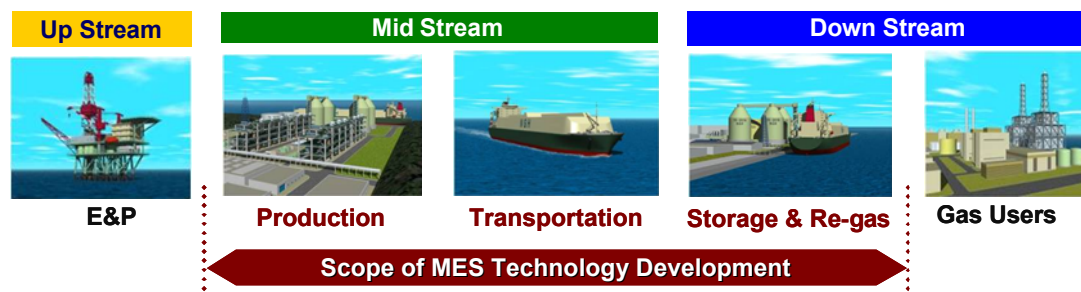 Up Stream
Mid Stream
Down Stream
E&P
Production
Transportation
Storage & Re-gas
Gas Users
Scope of MES Technology Development